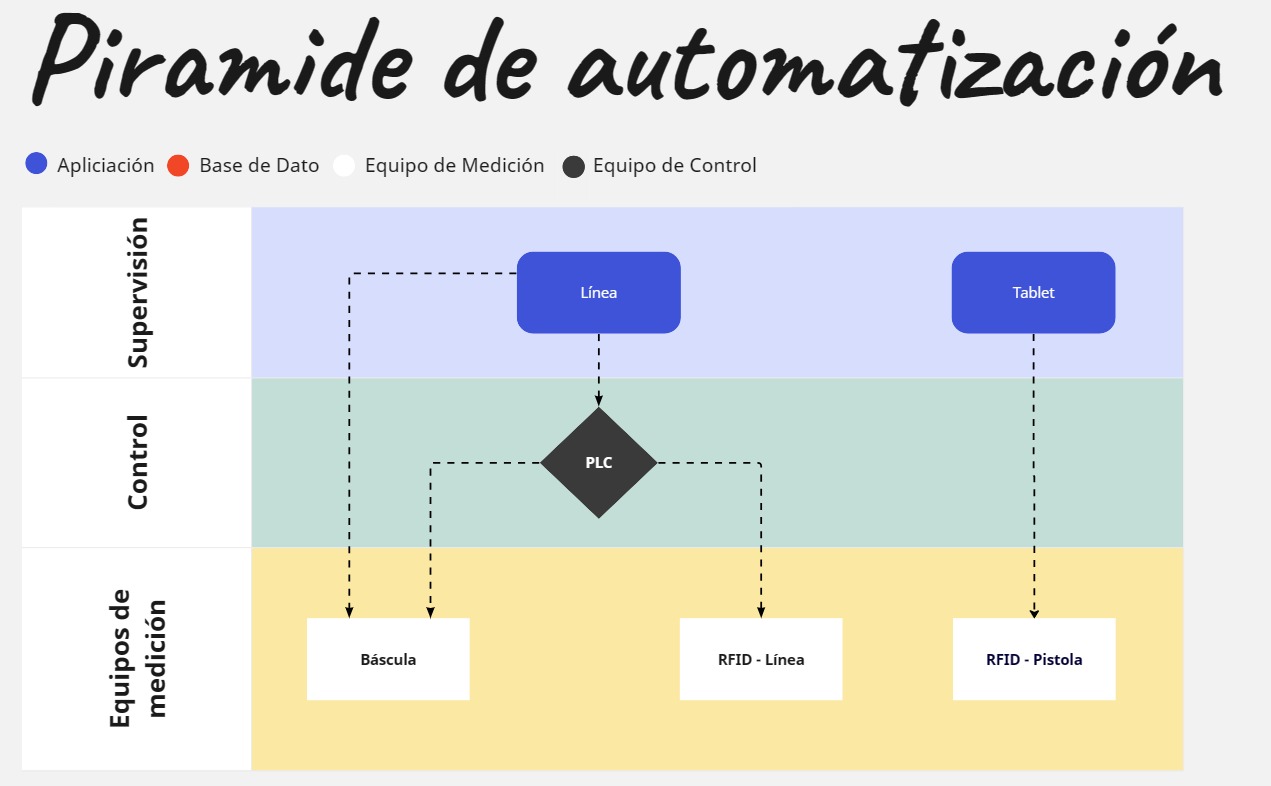 Piramide de automatización
Apliciación
Base de Dato
Equipo de Medición
Equipo de Control
Supervisión
Línea
Tablet
Control
PLC
Equipos de
medición
Báscula
RFID - Línea
RFID - Pistola